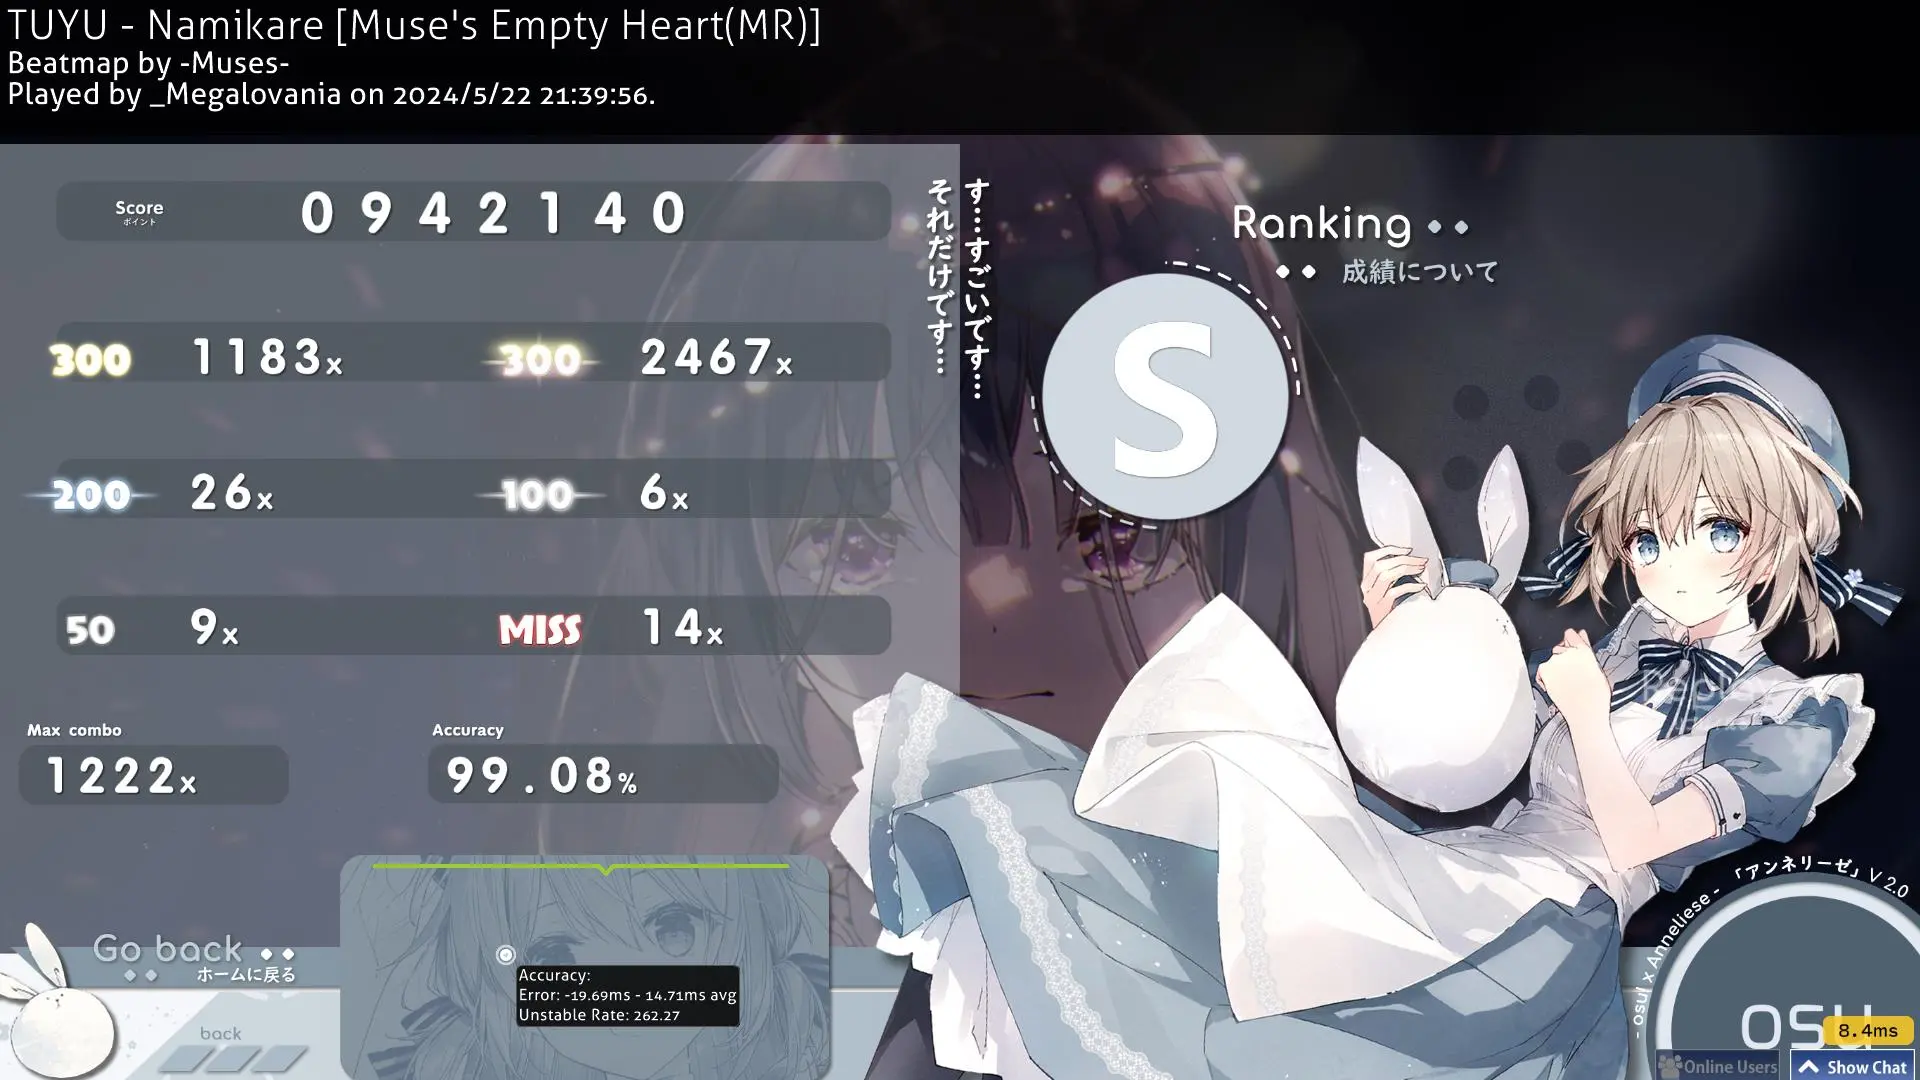 TUYU - Namikare [Muse's Empty Heart(MR)]
Beatmap by -Muses-
Played by _Megalovania on 2024/5/22 21:39:56.
Score
ポイント
0942140
す…すごいです…
それだけです…
Ranking
成績について
S
300 1183x 300 2467x
200 26x 100 6x
50 9x MISS 14x
Max combo
1222x
Accuracy
99.08%
Go back
ホームに戻る
back
Accuracy:
Error: -19.69ms - 14.71ms avg
Unstable Rate: 262.27
- osu! x Anneliese - 「アンネリーゼ」 V 2.0
osu
8.4ms
Online Users
Show Chat